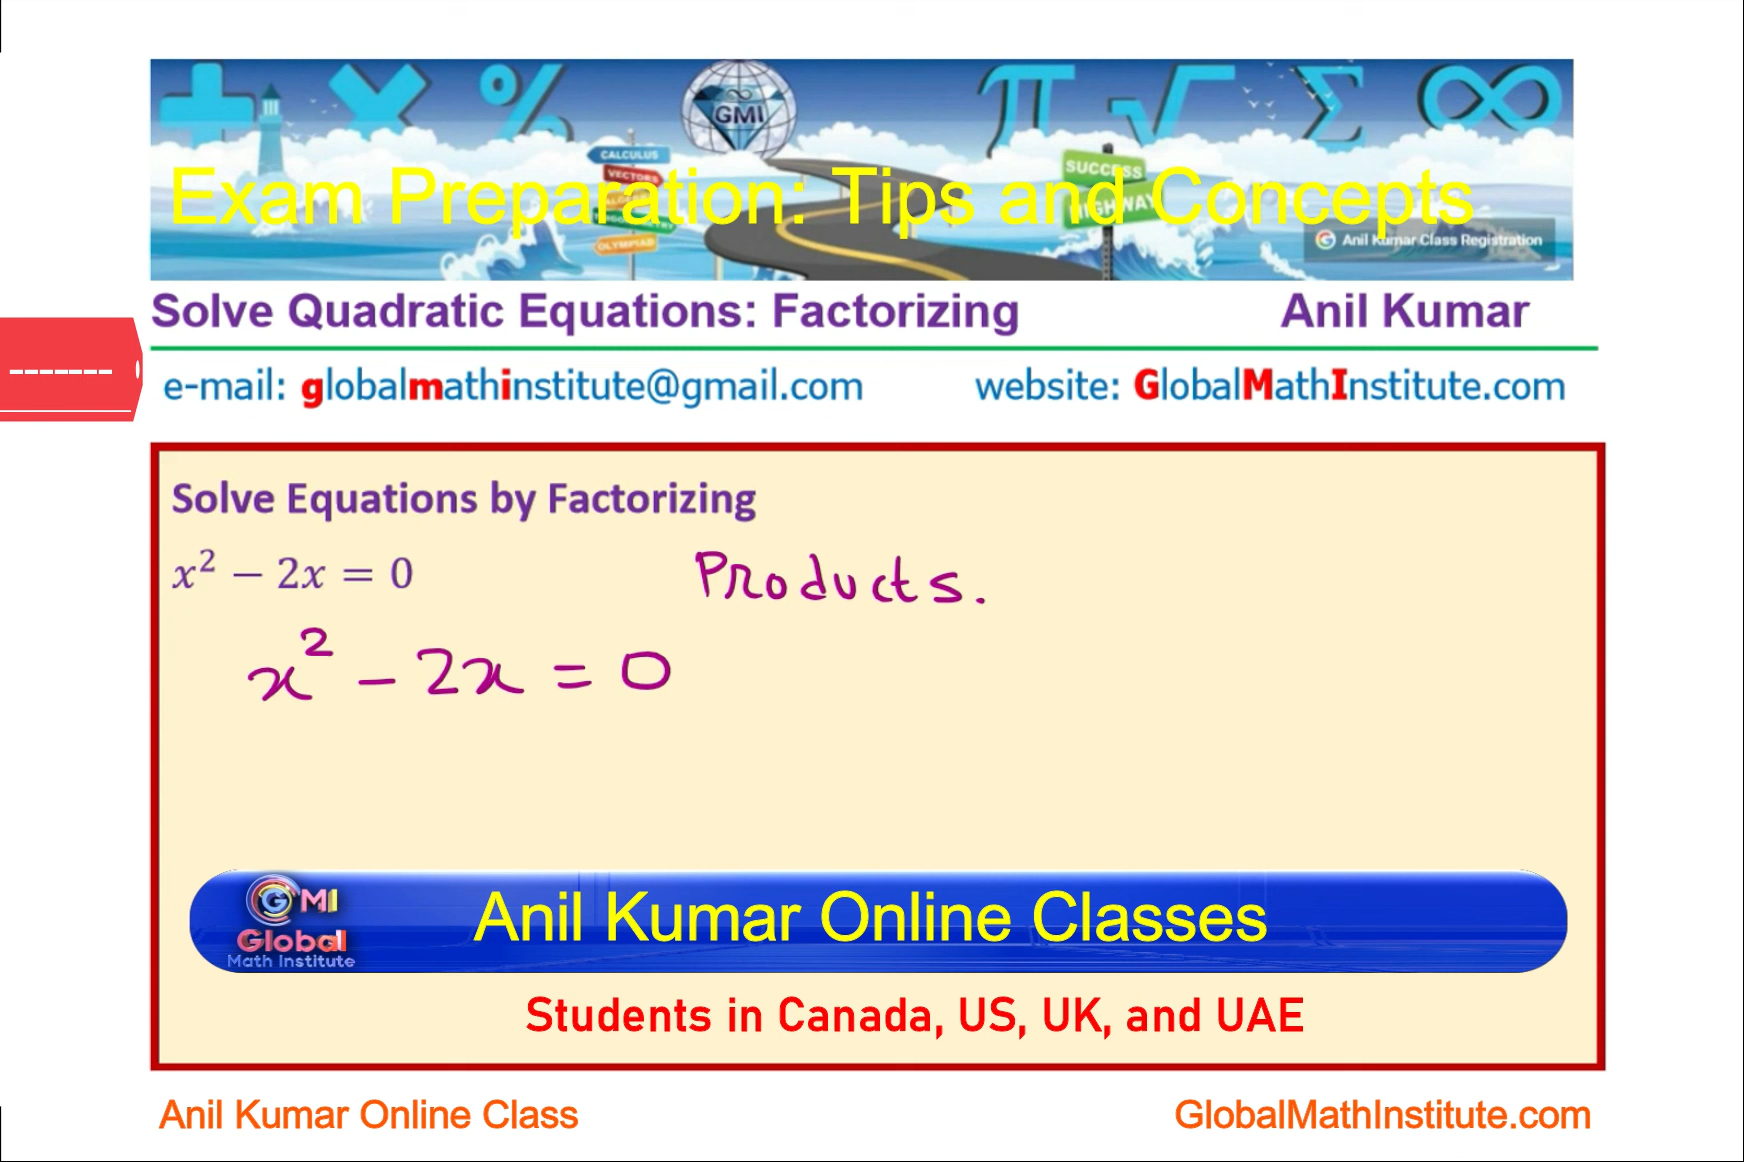 GMI
CALCULUS
VECTORS
OLYMPIAD
SUCCESS
HIGHWAY
Exam Preparation: Tips and Concepts
Anil Kumar Class Registration
Solve Quadratic Equations: Factorizing Anil Kumar
e-mail: globalmathinstitute@gmail.com website: GlobalMathInstitute.com
Solve Equations by Factorizing
x² − 2x = 0 Products.
x² − 2x = 0
GMI
Global
Math Institute
Anil Kumar Online Classes
Students in Canada, US, UK, and UAE
Anil Kumar Online Class GlobalMathInstitute.com